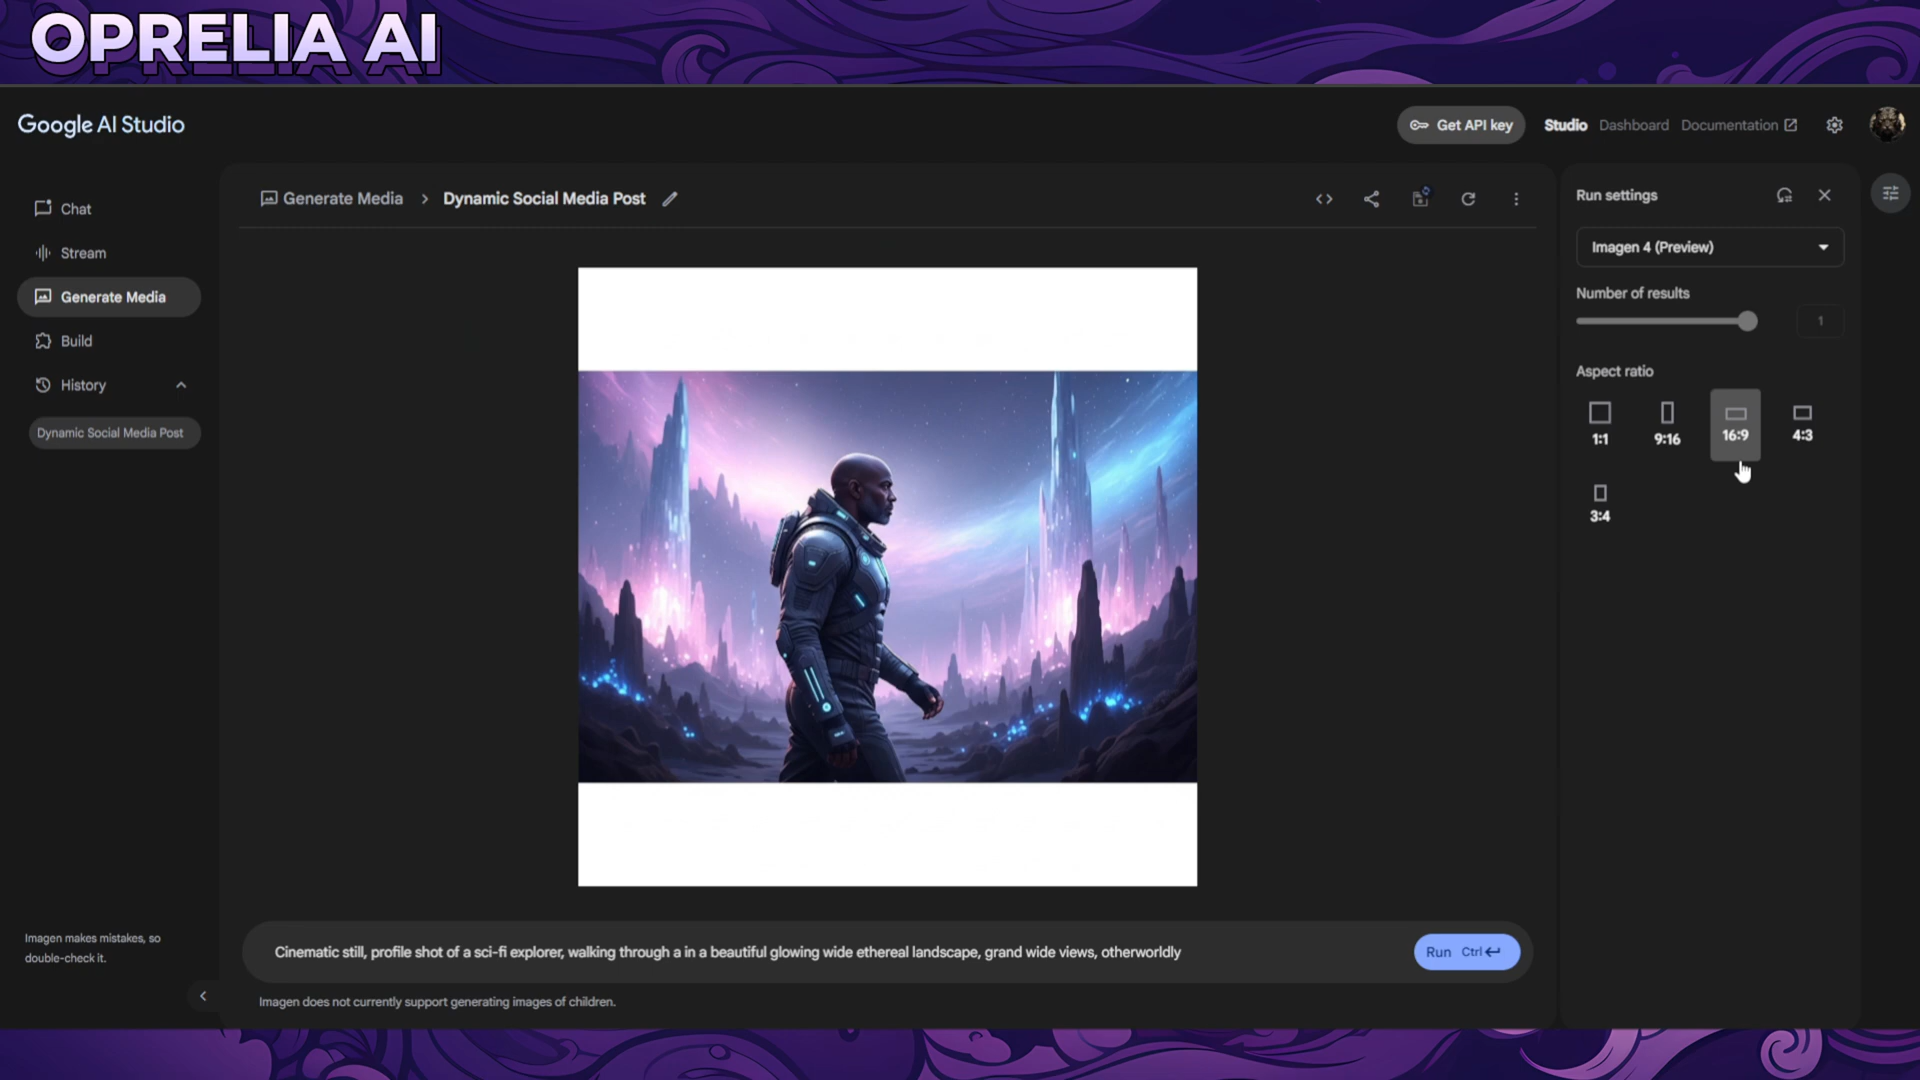 OPRELIA AI
Google AI Studio
Get API key
Studio
Dashboard
Documentation
Chat
Stream
Generate Media
Build
History
Dynamic Social Media Post
Generate Media > Dynamic Social Media Post
Run settings
Imagen 4 (Preview)
Number of results
1
Aspect ratio
1:1
9:16
16:9
4:3
3:4
Imagen makes mistakes, so
double-check it.
Cinematic still, profile shot of a sci-fi explorer, walking through a in a beautiful glowing wide ethereal landscape, grand wide views, otherworldly
Run Ctrl
Imagen does not currently support generating images of children.